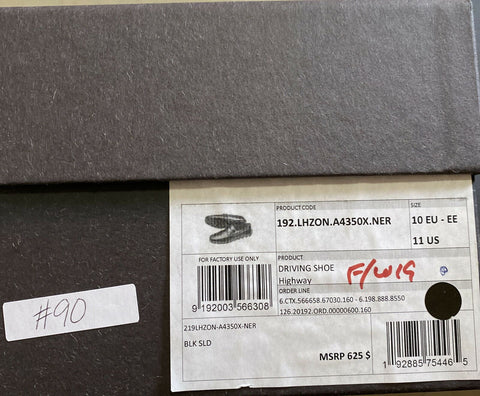 PRODUCT CODE
192.LHZON.A4350X.NER
SIZE
10 EU - EE
11 US
FOR FACTORY USE ONLY
9 192003 566308
PRODUCT
DRIVING SHOE
Highway
F/W19
ORDER LINE
6.CTX.566658.67030.160 - 6.198.888.8550
126.20192.ORD.00000600.160
219LHZON-A4350X-NER
BLK SLD
MSRP 625 $
1 92885 75446 5
#90